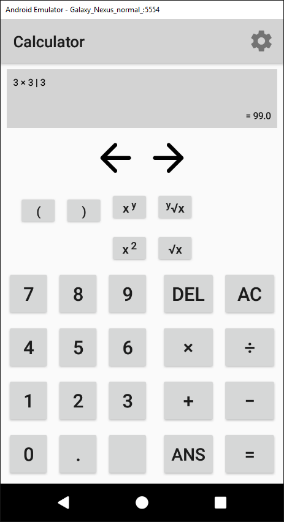 Android Emulator - Galaxy_Nexus_normal_:5554
Calculator
3 × 3 | 3
= 99.0
( ) x y y√x
x 2 √x
7 8 9 DEL AC
4 5 6 × ÷
1 2 3 + −
0 . ANS =